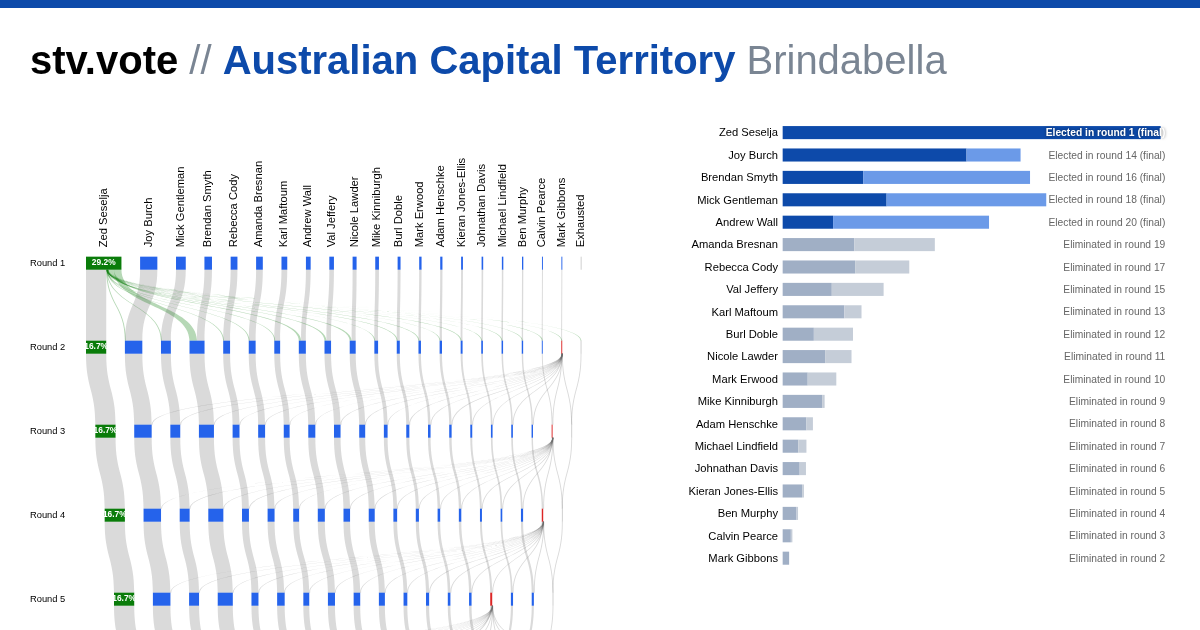 stv.vote // Australian Capital Territory Brindabella
Zed Seselja
Joy Burch
Mick Gentleman
Brendan Smyth
Rebecca Cody
Amanda Bresnan
Karl Maftoum
Andrew Wall
Val Jeffery
Nicole Lawder
Mike Kinniburgh
Burl Doble
Mark Erwood
Adam Henschke
Kieran Jones-Ellis
Johnathan Davis
Michael Lindfield
Ben Murphy
Calvin Pearce
Mark Gibbons
Exhausted
Round 1
29.2%
Round 2
16.7%
Round 3
16.7%
Round 4
16.7%
Round 5
16.7%
Zed Seselja Elected in round 1 (final)
Joy Burch Elected in round 14 (final)
Brendan Smyth Elected in round 16 (final)
Mick Gentleman Elected in round 18 (final)
Andrew Wall Elected in round 20 (final)
Amanda Bresnan Eliminated in round 19
Rebecca Cody Eliminated in round 17
Val Jeffery Eliminated in round 15
Karl Maftoum Eliminated in round 13
Burl Doble Eliminated in round 12
Nicole Lawder Eliminated in round 11
Mark Erwood Eliminated in round 10
Mike Kinniburgh Eliminated in round 9
Adam Henschke Eliminated in round 8
Michael Lindfield Eliminated in round 7
Johnathan Davis Eliminated in round 6
Kieran Jones-Ellis Eliminated in round 5
Ben Murphy Eliminated in round 4
Calvin Pearce Eliminated in round 3
Mark Gibbons Eliminated in round 2